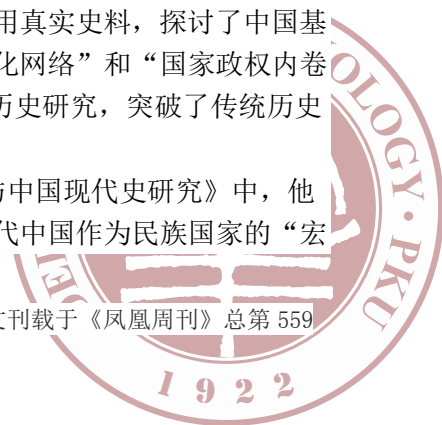 用真实史料，探讨了中国基
化网络”和“国家政权内卷
历史研究，突破了传统历史
与中国现代史研究》中，他
代中国作为民族国家的“宏
文刊载于《凤凰周刊》总第 559
OLOGY · PKU
1922